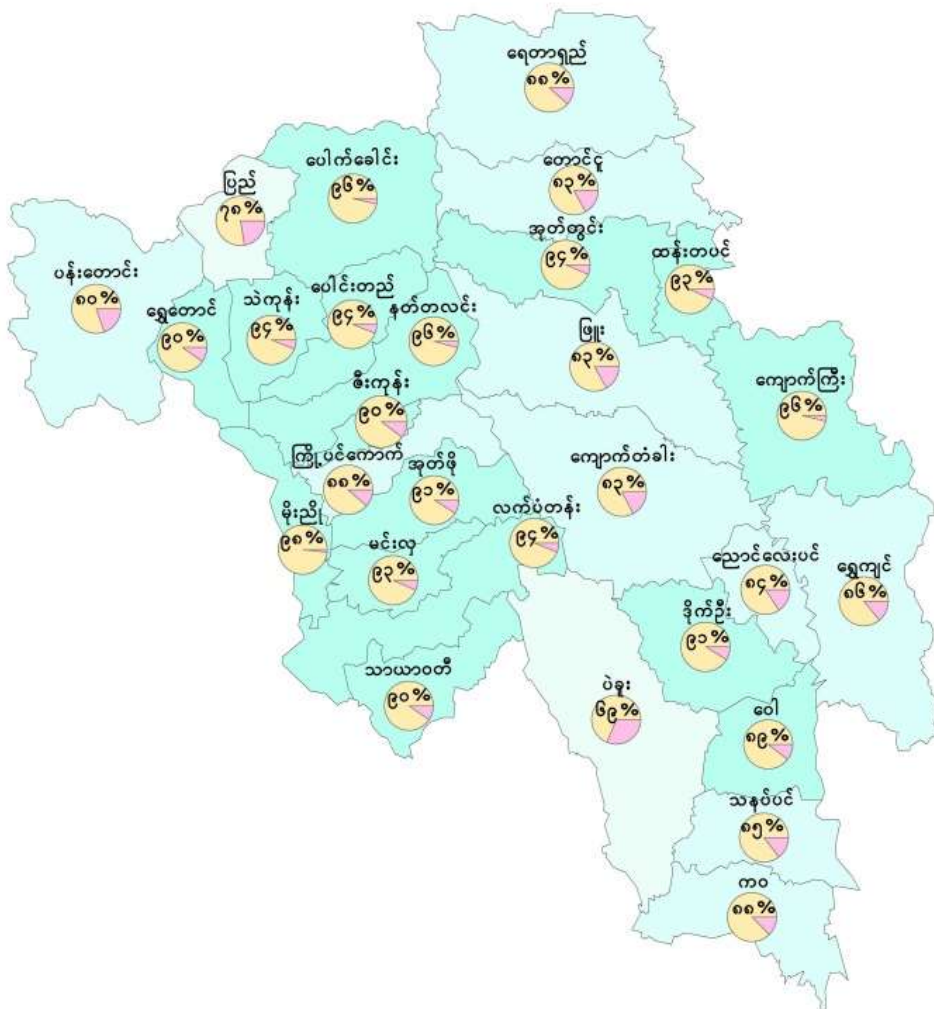 ရေတာရှည်
၈၈%
တောင်ငူ
၈၃%
ပေါက်ခေါင်း
၉၆%
ပြည်
၇၈%
အုတ်တွင်း
၉၄%
ထန်းတပင်
၉၃%
ပန်းတောင်း
၈၀%
ရွှေတောင်
၉၀%
သဲကုန်း
၉၄%
ပေါင်းတည်
၉၄%
နတ်တလင်း
၉၆%
ဖြူး
၈၃%
ကျောက်ကြီး
၉၆%
ဇီးကုန်း
၉၀%
ကြို့ပင်ကောက်
၈၈%
အုတ်ဖို
၉၁%
ကျောက်တံခါး
၈၃%
မိုးညို
၉၈%
မင်းလှ
၉၃%
လက်ပံတန်း
၉၄%
ညောင်လေးပင်
၈၄%
ရွှေကျင်
၈၆%
ဒိုက်ဦး
၉၁%
သာယာဝတီ
၉၀%
ပဲခူး
၆၉%
ဝေါ
၈၉%
သနပ်ပင်
၈၅%
ကဝ
၈၈%